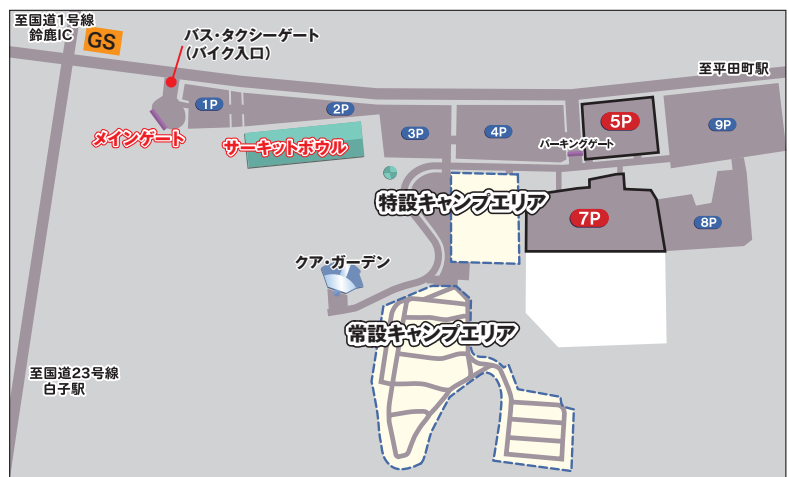 至国道1号線
鈴鹿IC
GS
バス・タクシーゲート
（バイク入口）
至平田町駅
1P
2P
3P
4P
5P
9P
メインゲート
サーキットボウル
パーキングゲート
特設キャンプエリア
7P
8P
クア・ガーデン
常設キャンプエリア
至国道23号線
白子駅